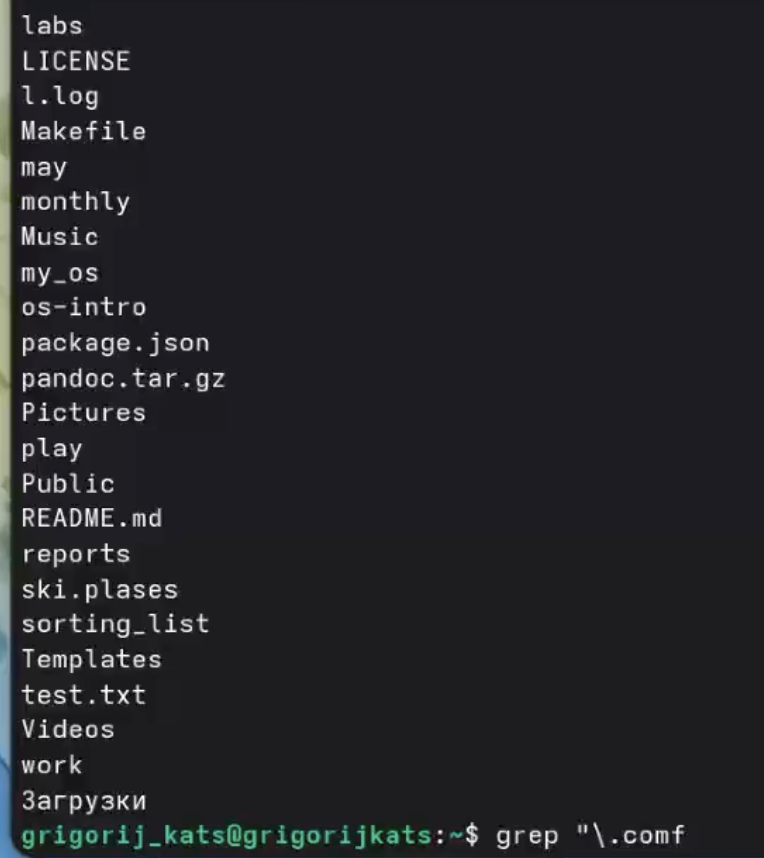 labs
LICENSE
l.log
Makefile
may
monthly
Music
my_os
os-intro
package.json
pandoc.tar.gz
Pictures
play
Public
README.md
reports
ski.plases
sorting_list
Templates
test.txt
Videos
work
Загрузки
grigorij_kats@grigorijkats:~$ grep "\.comf